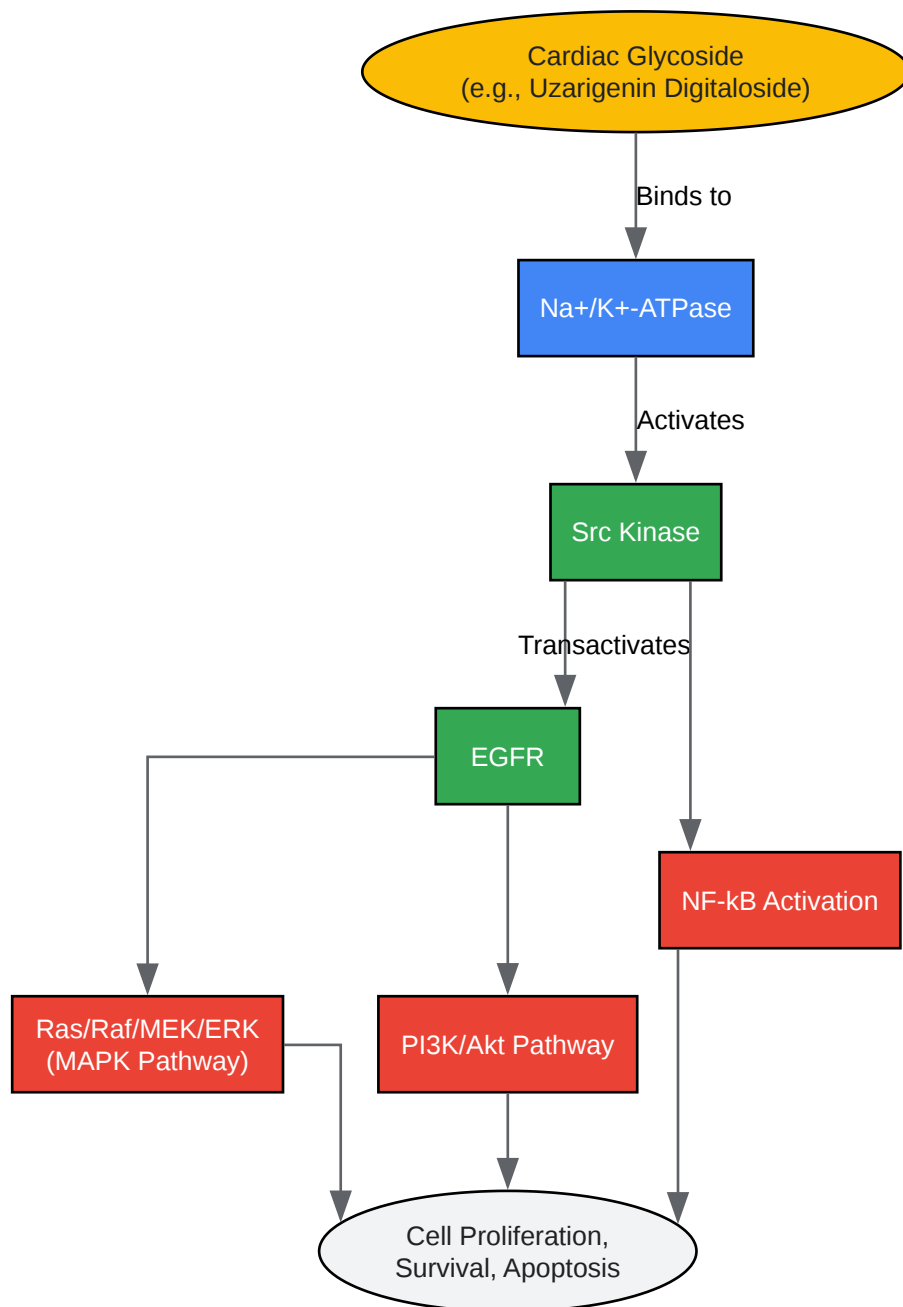 Cardiac Glycoside
(e.g., Uzarigenin Digitaloside)
Binds to
Na+/K+-ATPase
Activates
Src Kinase
Transactivates
EGFR
NF-kB Activation
Ras/Raf/MEK/ERK
(MAPK Pathway)
PI3K/Akt Pathway
Cell Proliferation,
Survival, Apoptosis